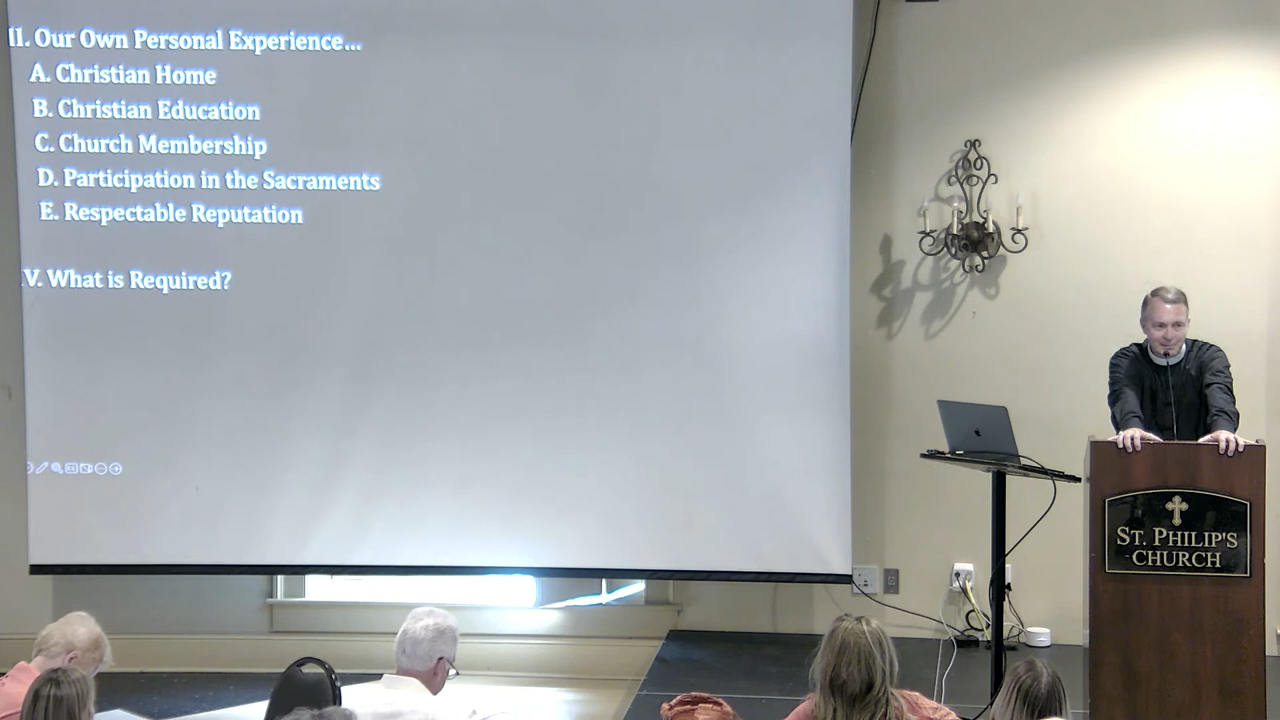 II. Our Own Personal Experience...
A. Christian Home
B. Christian Education
C. Church Membership
D. Participation in the Sacraments
E. Respectable Reputation
V. What is Required?
ST. PHILIP'S
CHURCH